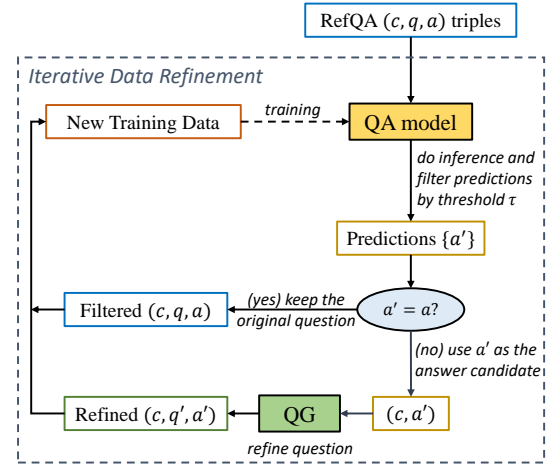 RefQA (c, q, a) triples
Iterative Data Refinement
New Training Data
training
QA model
do inference and
filter predictions
by threshold τ
Predictions {a′}
Filtered (c, q, a)
(yes) keep the
original question
a′ = a?
(no) use a′ as the
answer candidate
Refined (c, q′, a′)
QG
(c, a′)
refine question